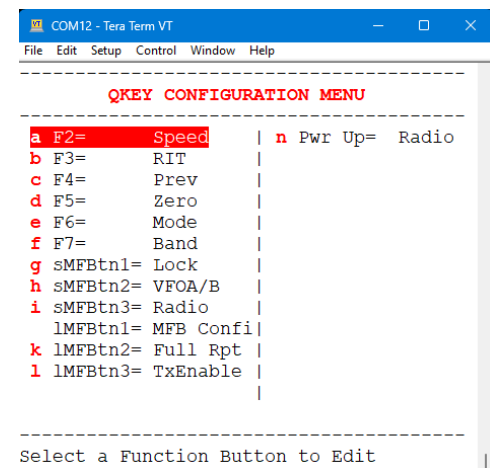 COM12 - Tera Term VT
File Edit Setup Control Window Help
---------------------------------------
QKEY CONFIGURATION MENU
---------------------------------------
a F2= Speed | n Pwr Up= Radio
b F3= RIT |
c F4= Prev |
d F5= Zero |
e F6= Mode |
f F7= Band |
g sMFBtn1= Lock |
h sMFBtn2= VFOA/B |
i sMFBtn3= Radio |
lMFBtn1= MFB Confi|
k lMFBtn2= Full Rpt |
l lMFBtn3= TxEnable |
|
---------------------------------------
Select a Function Button to Edit